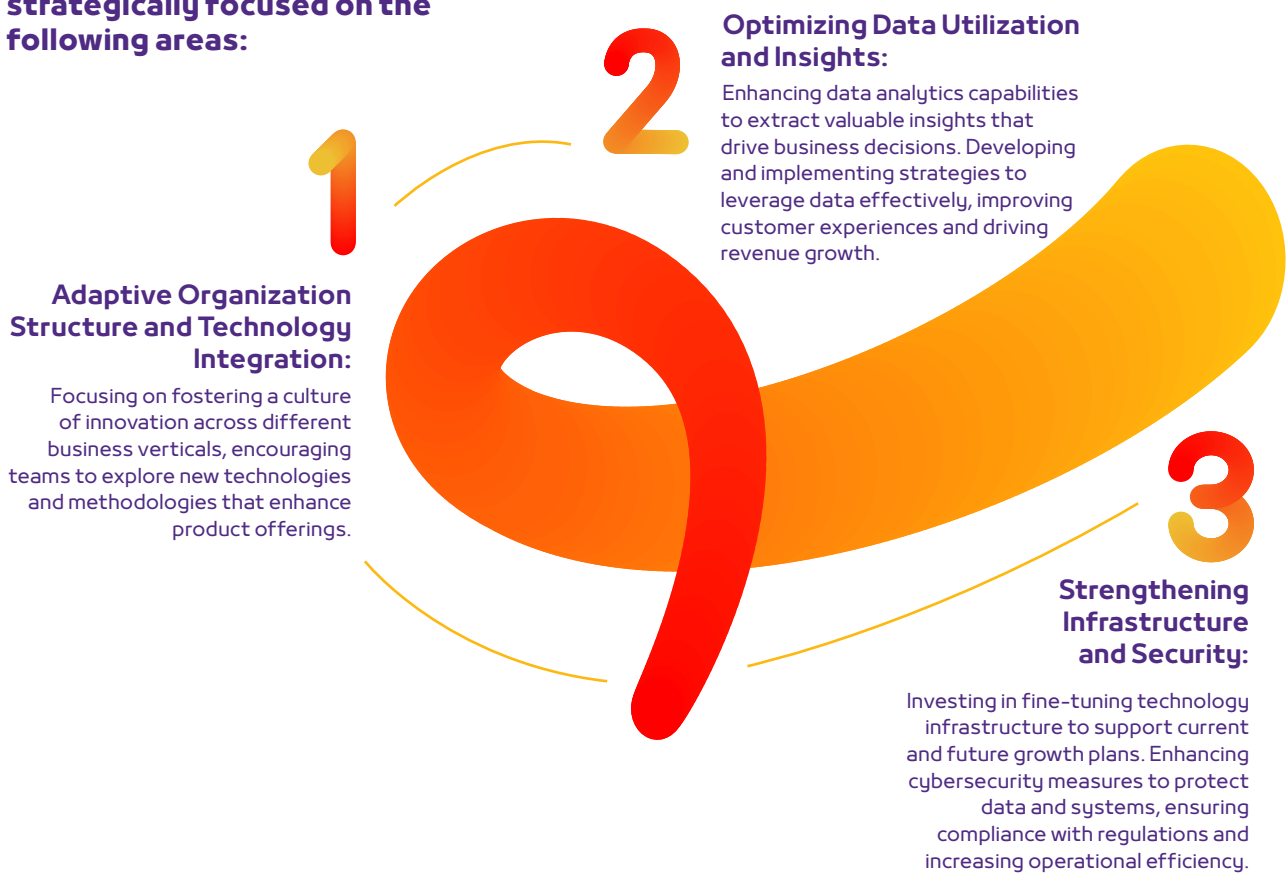 strategically focused on the
following areas:
1
Adaptive Organization
Structure and Technology
Integration:
Focusing on fostering a culture
of innovation across different
business verticals, encouraging
teams to explore new technologies
and methodologies that enhance
product offerings.
2
Optimizing Data Utilization
and Insights:
Enhancing data analytics capabilities
to extract valuable insights that
drive business decisions. Developing
and implementing strategies to
leverage data effectively, improving
customer experiences and driving
revenue growth.
3
Strengthening
Infrastructure
and Security:
Investing in fine-tuning technology
infrastructure to support current
and future growth plans. Enhancing
cybersecurity measures to protect
data and systems, ensuring
compliance with regulations and
increasing operational efficiency.